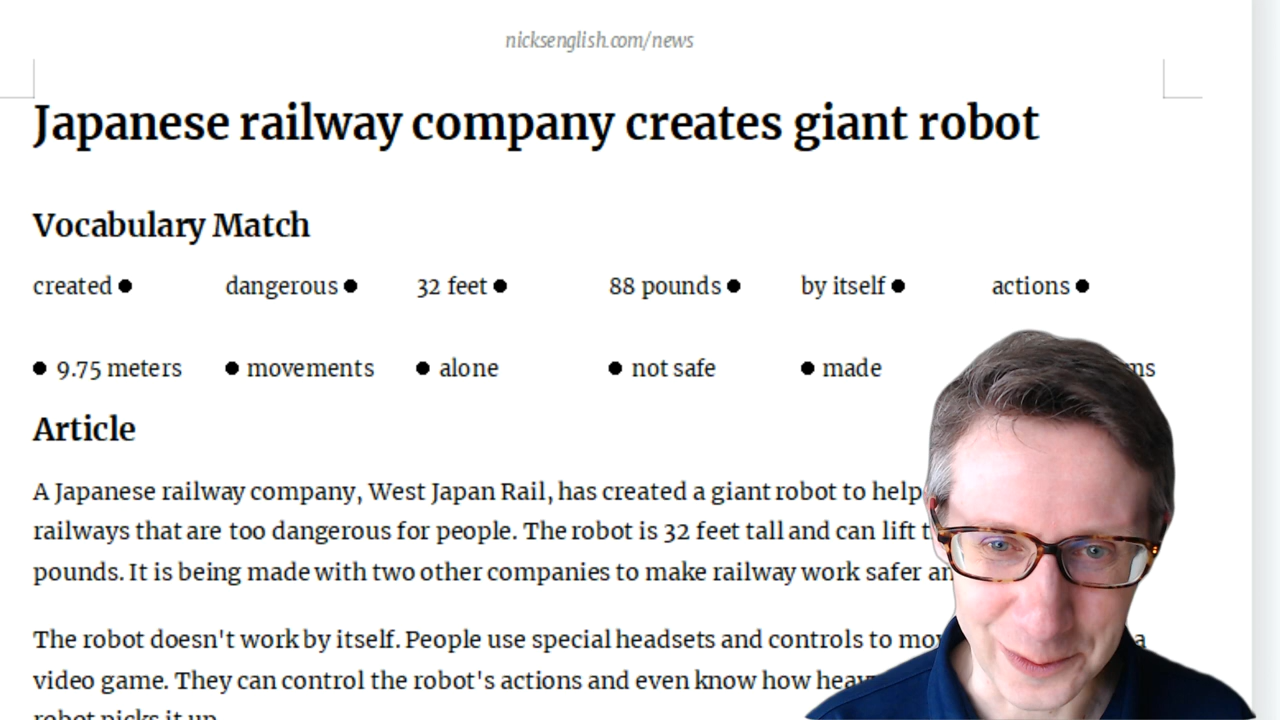 nicksenglish.com/news
Japanese railway company creates giant robot
Vocabulary Match
created ● dangerous ● 32 feet ● 88 pounds ● by itself ● actions ●
● 9.75 meters ● movements ● alone ● not safe ● made
Article
A Japanese railway company, West Japan Rail, has created a giant robot to help
railways that are too dangerous for people. The robot is 32 feet tall and can lift
pounds. It is being made with two other companies to make railway work safer
The robot doesn't work by itself. People use special headsets and controls to a
video game. They can control the robot's actions and even know how
robot picks it up.